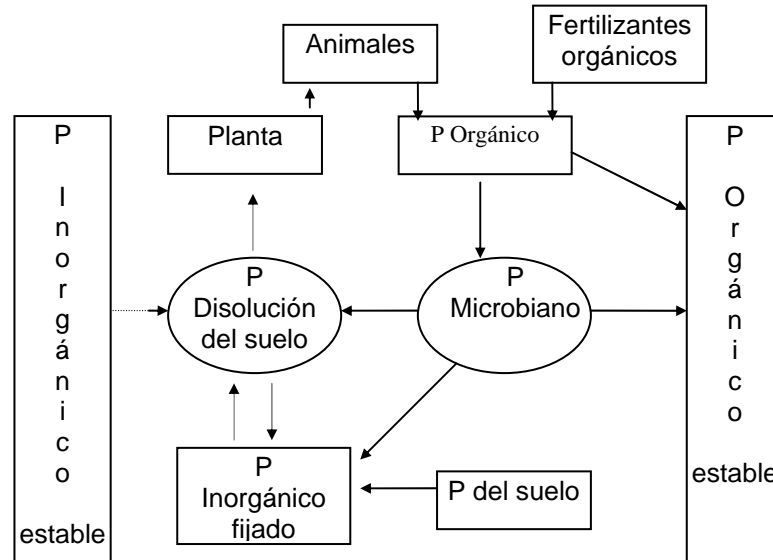 Animales
Fertilizantes
orgánicos
P
I
n
o
r
g
á
n
i
c
o
estable
Planta
P Orgánico
P
O
r
g
á
n
i
c
o
estable
P
Disolución
del suelo
P
Microbiano
P
Inorgánico
fijado
P del suelo